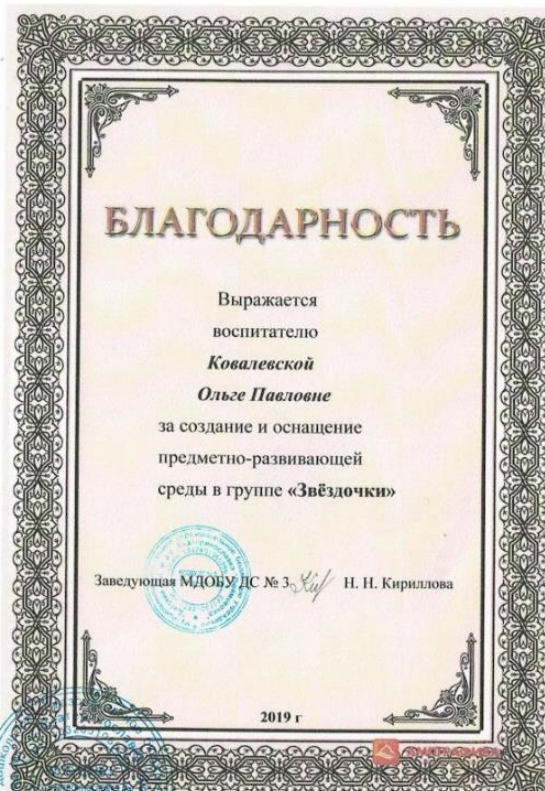 БЛАГОДАРНОСТЬ
Выражается
воспитателю
Ковалевской
Ольге Павловне
за создание и оснащение
предметно-развивающей
среды в группе «Звёздочки»
Заведующая МДОБУ ДС № 3 Н. Н. Кириллова
2019 г